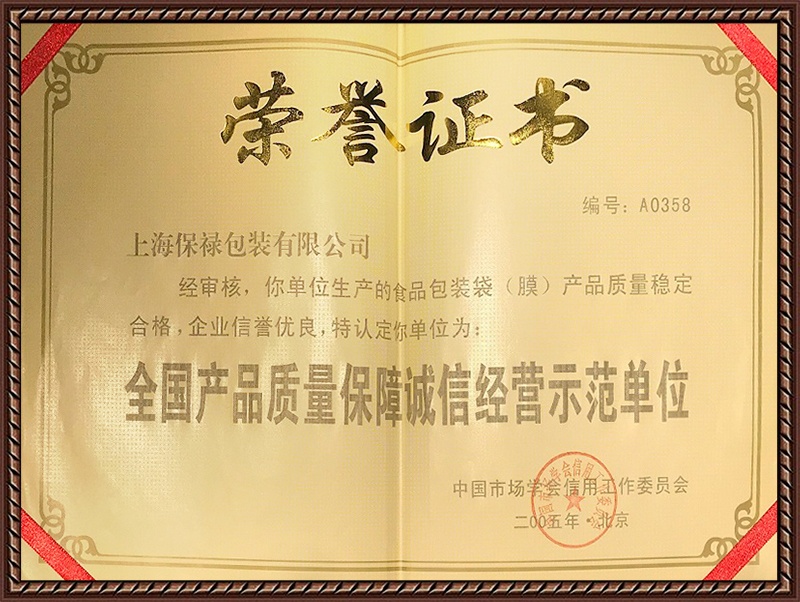 荣誉证书
编号：A0358
上海保禄包装有限公司
经审核，你单位生产的食品包装袋（膜）产品质量稳定
合格，企业信誉优良，特认定你单位为：
全国产品质量保障诚信经营示范单位
中国市场学会信用工作委员会
二00五年·北京